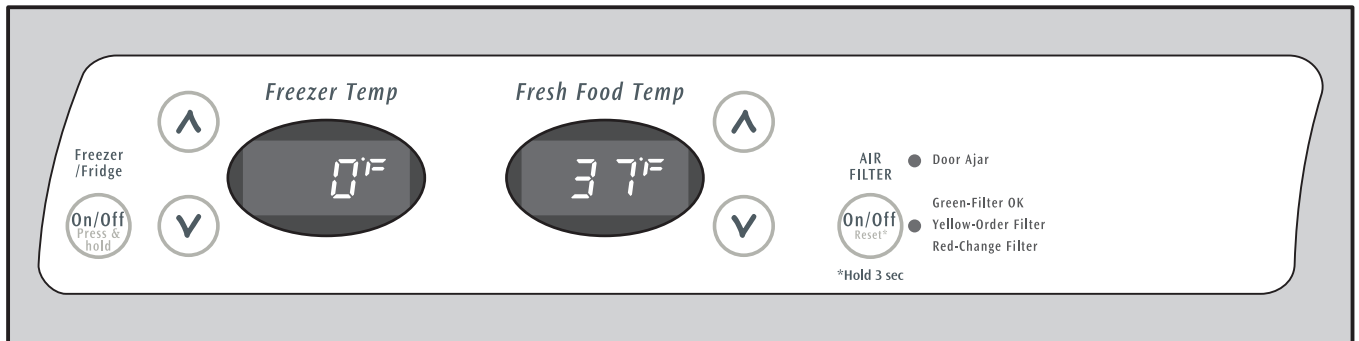 Freezer Temp
Fresh Food Temp
Freezer
/Fridge
On/Off
Press &
hold
0°F
37°F
AIR
FILTER
On/Off
Reset*
*Hold 3 sec
Door Ajar
Green-Filter OK
Yellow-Order Filter
Red-Change Filter